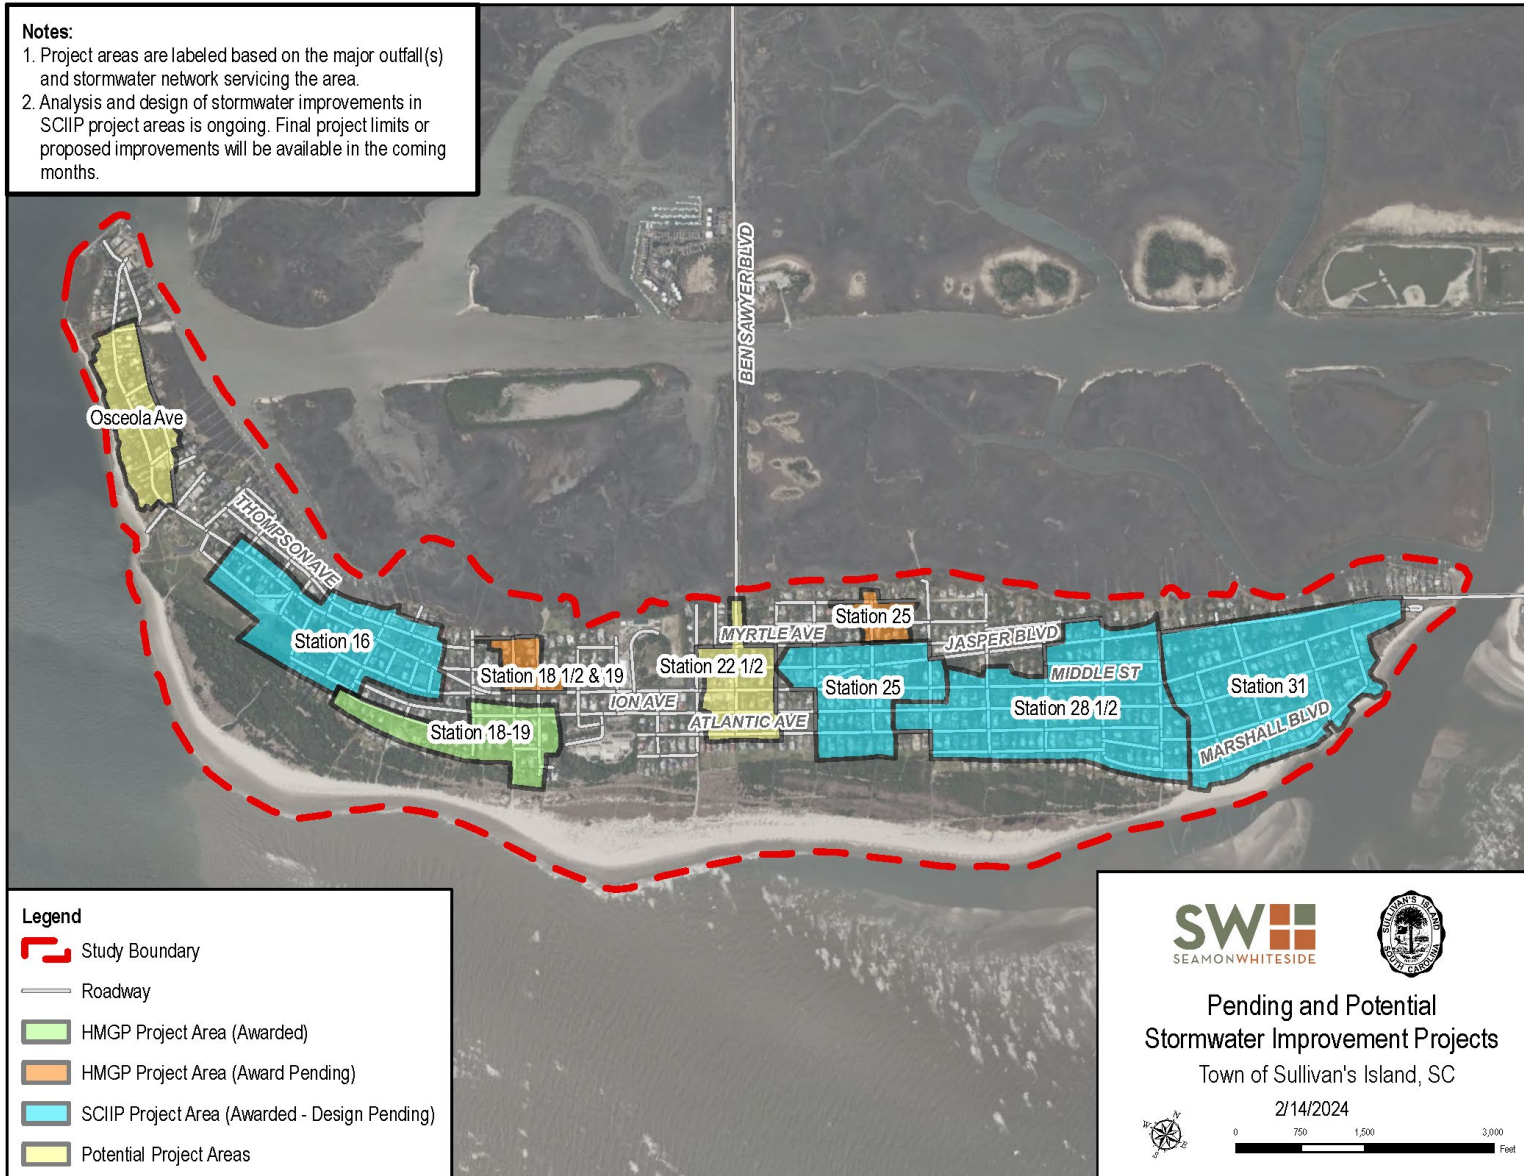 Notes:
1. Project areas are labeled based on the major outfall(s)
and stormwater network servicing the area.
2. Analysis and design of stormwater improvements in
SCIIP project areas is ongoing. Final project limits or
proposed improvements will be available in the coming
months.
BEN SAWYER BLVD
Osceola Ave
THOMPSON AVE
Station 16
Station 18 1/2 & 19
Station 18-19
ION AVE
MYRTLE AVE
Station 22 1/2
ATLANTIC AVE
Station 25
Station 25
JASPER BLVD
MIDDLE ST
Station 28 1/2
Station 31
MARSHALL BLVD
Legend
Study Boundary
Roadway
HMGP Project Area (Awarded)
HMGP Project Area (Award Pending)
SCIIP Project Area (Awarded - Design Pending)
Potential Project Areas
SW
SEAMONWHITESIDE
SULLIVAN'S ISLAND
SOUTH CAROLINA
Pending and Potential
Stormwater Improvement Projects
Town of Sullivan's Island, SC
2/14/2024
N
W
E
S
0 750 1,500 3,000
Feet